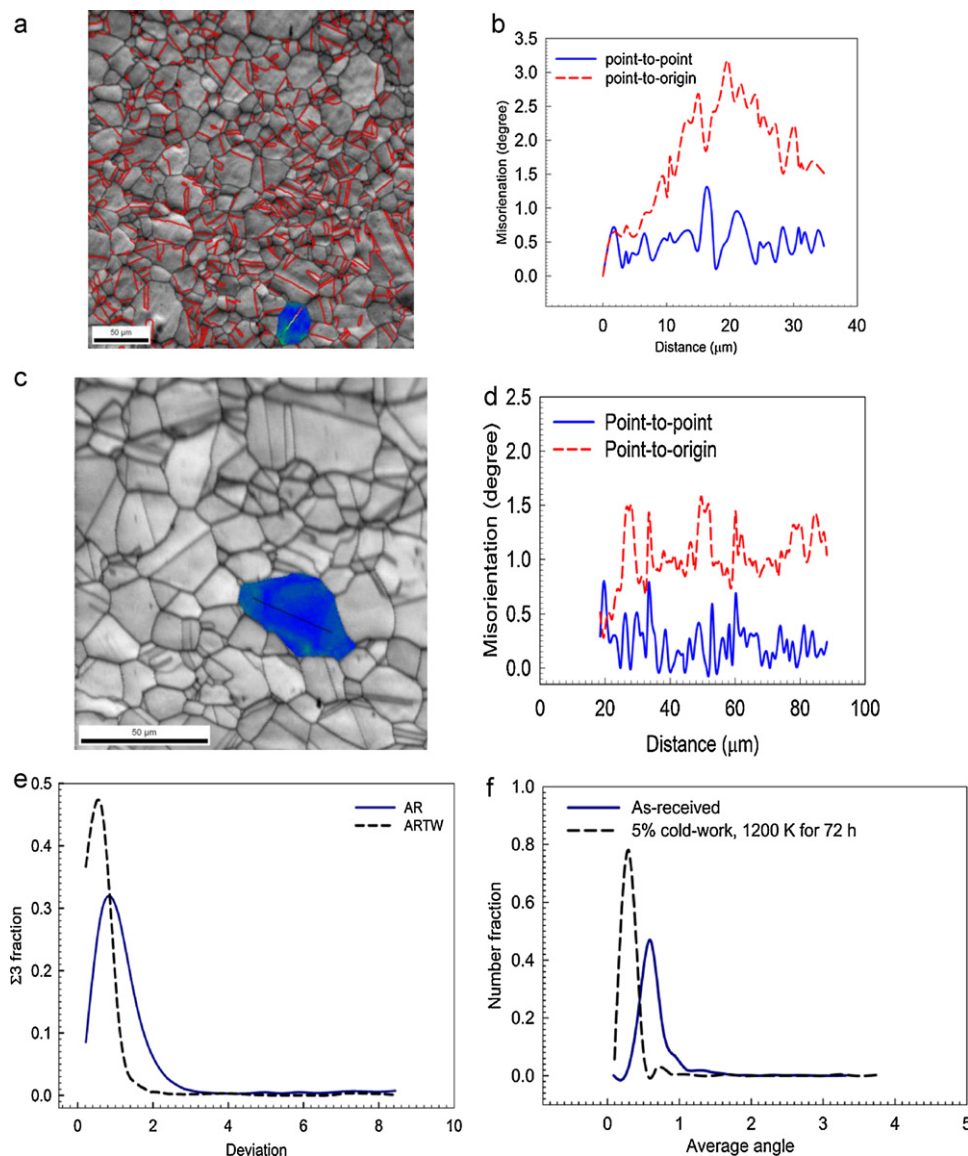 a
50 µm
b
3.5
3.0
2.5
2.0
1.5
1.0
0.5
0.0
Misorienation (degree)
point-to-point
point-to-origin
0 10 20 30 40
Distance (µm)
c
50 µm
d
2.5
2.0
1.5
1.0
0.5
0.0
Misorientation (degree)
Point-to-point
Point-to-origin
0 20 40 60 80 100
Distance (µm)
e
0.5
0.4
0.3
0.2
0.1
0.0
Σ3 fraction
AR
ARTW
0 2 4 6 8 10
Deviation
f
1.0
0.8
0.6
0.4
0.2
0.0
Number fraction
As-received
5% cold-work, 1200 K for 72 h
0 1 2 3 4 5
Average angle